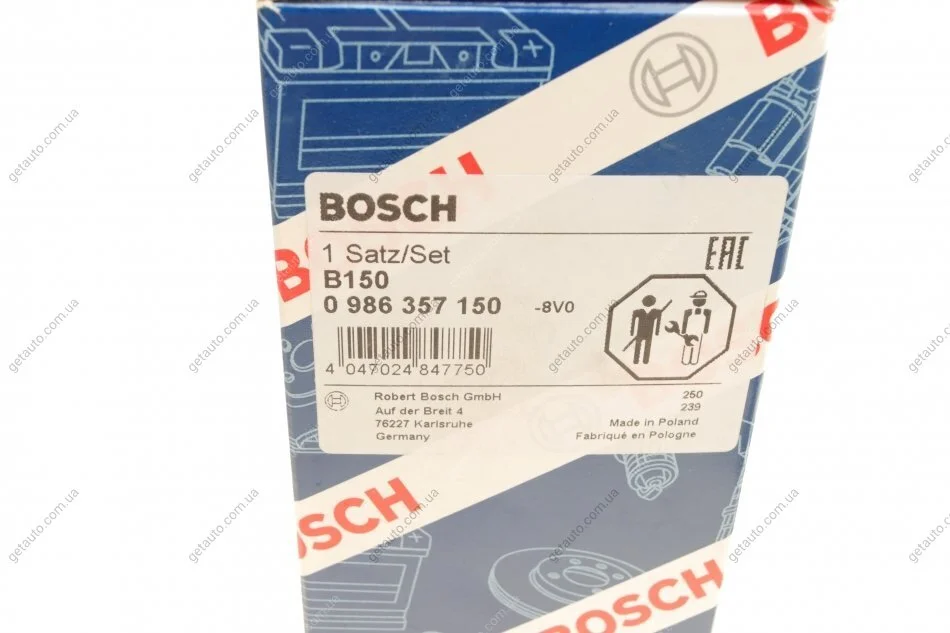 BOSCH
BOSCH
1 Satz/Set
B150
0 986 357 150 -8V0
EAC
4 047024 847750
Robert Bosch GmbH
Auf der Breit 4
76227 Karlsruhe
Germany
250
239
Made in Poland
Fabriqué en Pologne
BOSCH
BOSCH
getauto.com.ua